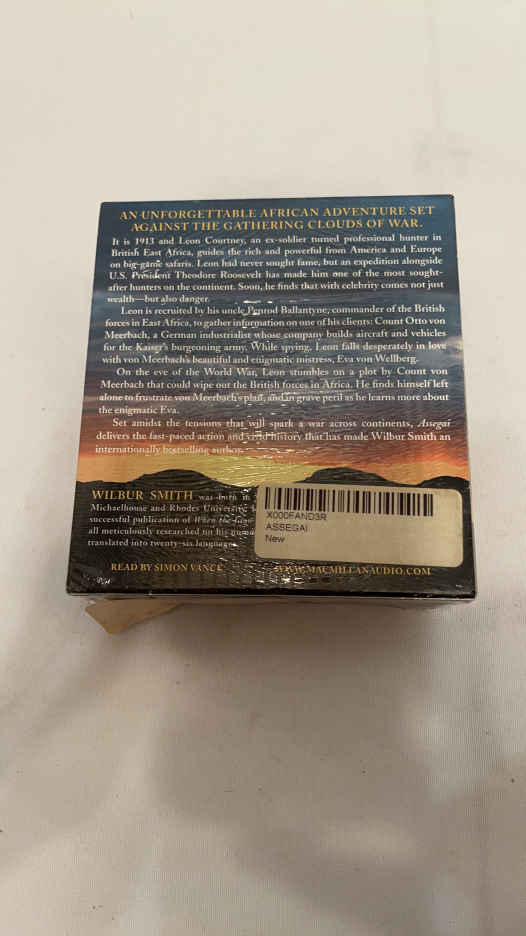 AN UNFORGETTABLE AFRICAN ADVENTURE SET
AGAINST THE GATHERING CLOUDS OF WAR.
It is 1913 and Leon Courtney, an ex-soldier turned professional hunter in
British East Africa, guides the rich and powerful from America and Europe
on big-game safaris. Leon had never sought fame, but an expedition alongside
U.S. President Theodore Roosevelt has made him one of the most sought-
after hunters on the continent. Soon, he finds that with celebrity comes not just
wealth—but also danger.
Leon is recruited by his uncle Penrod Ballantyne, commander of the British
forces in East Africa, to gather information on one of his clients: Count Otto von
Meerbach, a German industrialist whose company builds aircraft and vehicles
for the Kaiser's burgeoning army. While spying, Leon falls desperately in love
with von Meerbach's beautiful and enigmatic mistress, Eva von Wellberg.
On the eve of the World War, Leon stumbles on a plot by Count von
Meerbach that could wipe out the British forces in Africa. He finds himself left
alone to frustrate von Meerbach's plan, and in grave peril as he learns more about
the enigmatic Eva.
Set amidst the tensions that will spark a war across continents, Assegai
delivers the fast-paced action and vivid history that has made Wilbur Smith an
internationally bestselling author.
WILBUR SMITH was born in
Michaelhouse and Rhodes University.
successful publication of When the
all meticulously researched on his
translated into twenty-six languages.
X000FAND3R
ASSEGAI
New
READ BY SIMON VANCE
WWW.MACMILLANAUDIO.COM